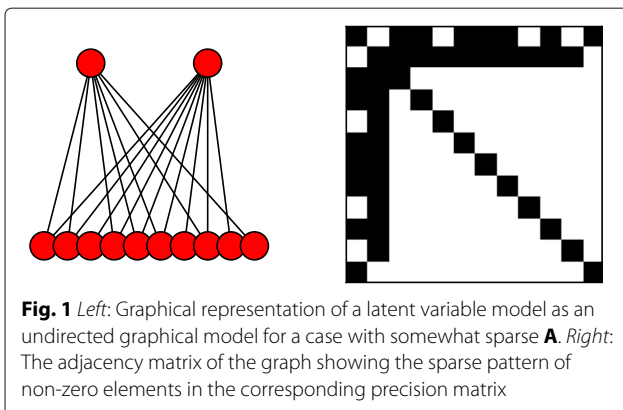 Fig. 1 Left: Graphical representation of a latent variable model as an
undirected graphical model for a case with somewhat sparse A. Right:
The adjacency matrix of the graph showing the sparse pattern of
non-zero elements in the corresponding precision matrix